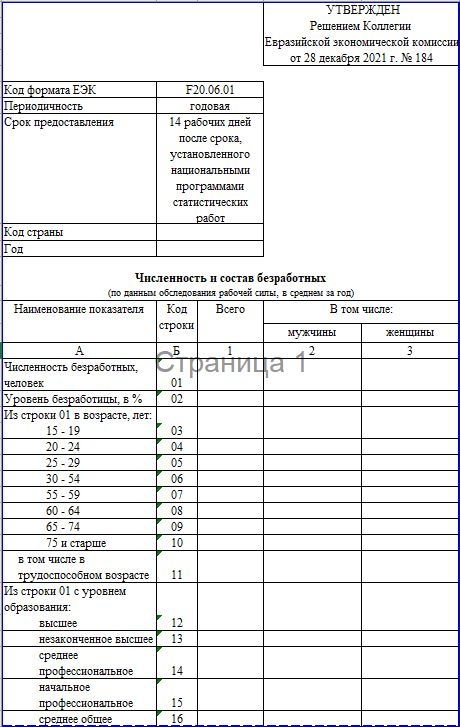 УТВЕРЖДЕН
Решением Коллегии
Евразийской экономической комиссии
от 28 декабря 2021 г. № 184
Код формата ЕЭК F20.06.01
Периодичность годовая
Срок предоставления 14 рабочих дней
после срока,
установленного
национальными
программами
статистических
работ
Код страны
Год
Численность и состав безработных
(по данным обследования рабочей силы, в среднем за год)
Наименование показателя Код Всего В том числе:
строки
мужчины женщины
А Б 1 2 3
Страница 1
Численность безработных,
человек 01
Уровень безработицы, в % 02
Из строки 01 в возрасте, лет:
15 - 19 03
20 - 24 04
25 - 29 05
30 - 54 06
55 - 59 07
60 - 64 08
65 - 74 09
75 и старше 10
в том числе в
трудоспособном возрасте 11
Из строки 01 с уровнем
образования:
высшее 12
незаконченное высшее 13
среднее
профессиональное 14
начальное
профессиональное 15
среднее общее 16